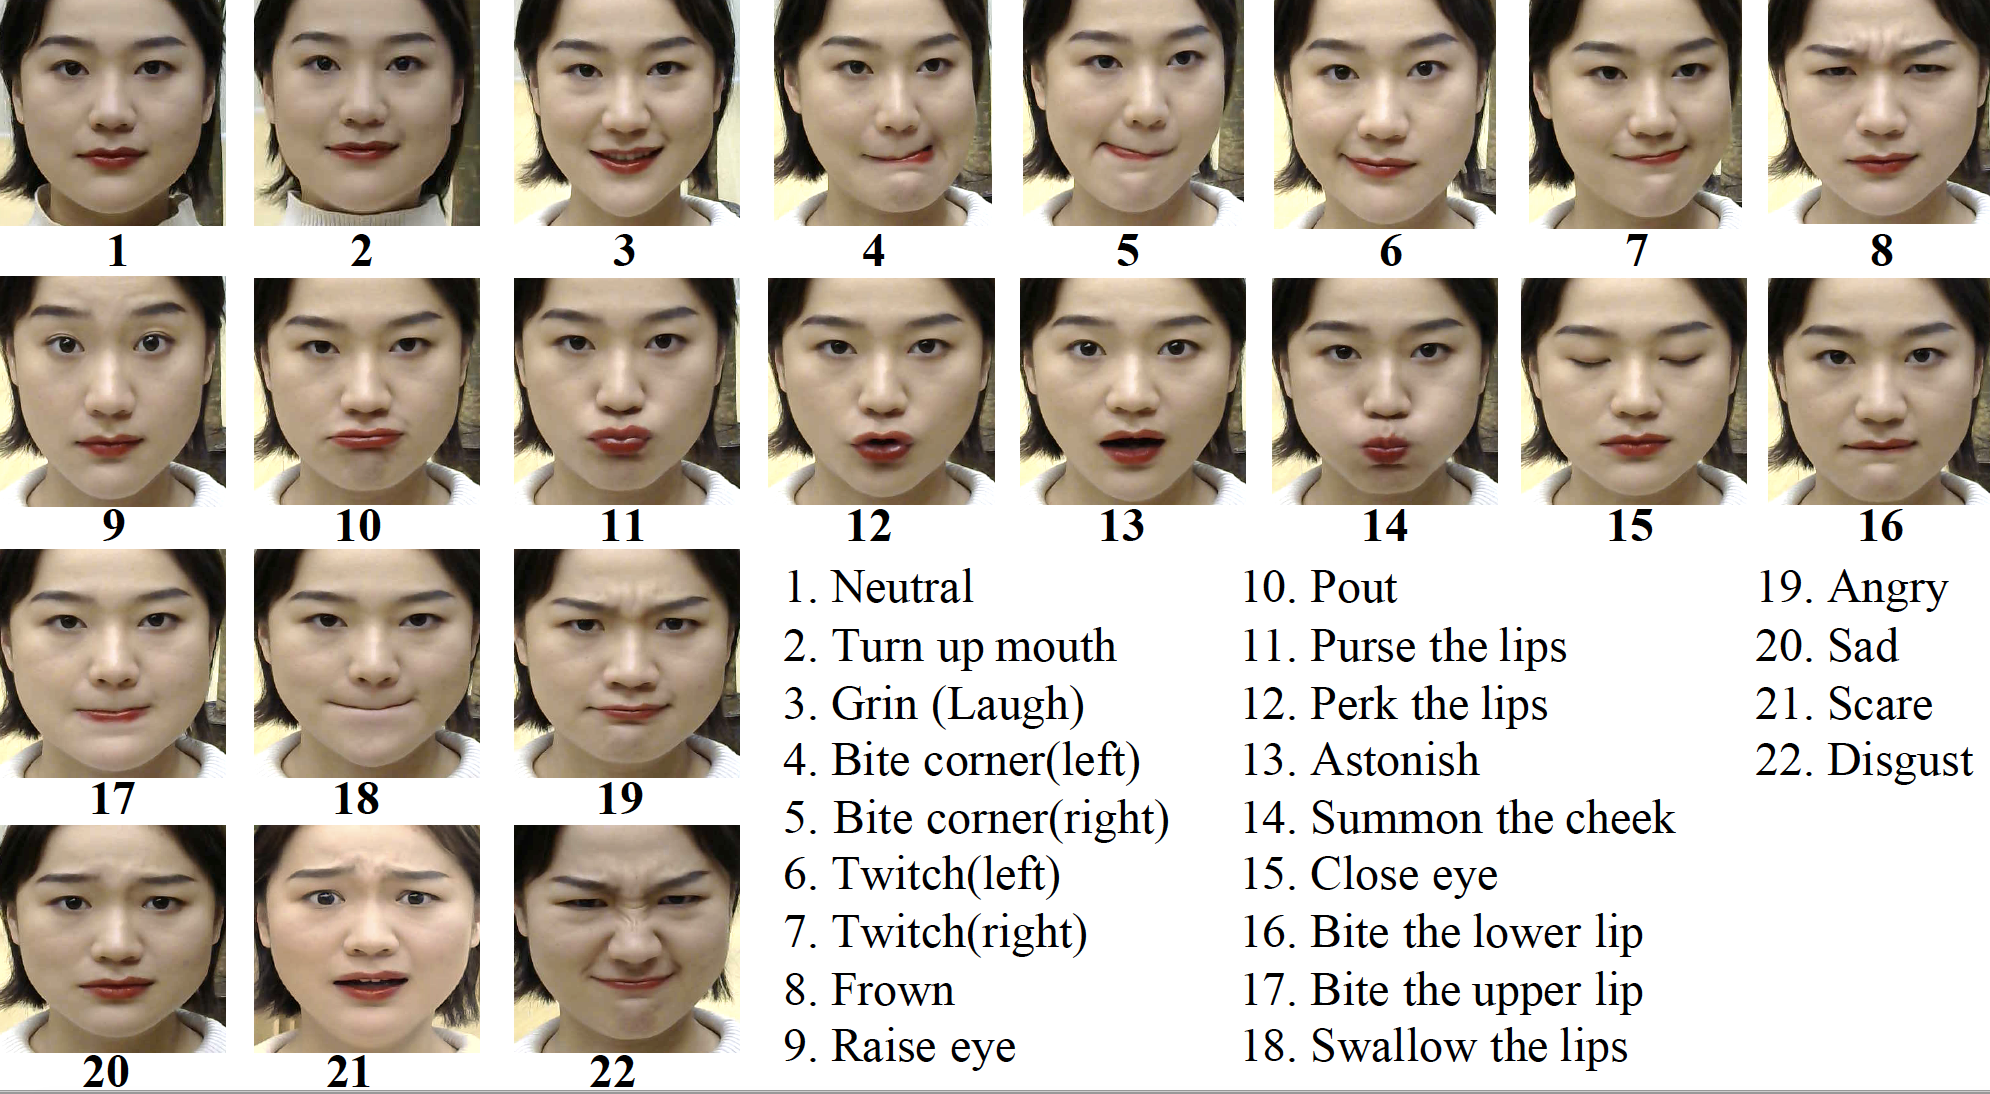 1 2 3 4 5 6 7 8
9 10 11 12 13 14 15 16
17 18 19
20 21 22
1. Neutral
2. Turn up mouth
3. Grin (Laugh)
4. Bite corner(left)
5. Bite corner(right)
6. Twitch(left)
7. Twitch(right)
8. Frown
9. Raise eye
10. Pout
11. Purse the lips
12. Perk the lips
13. Astonish
14. Summon the cheek
15. Close eye
16. Bite the lower lip
17. Bite the upper lip
18. Swallow the lips
19. Angry
20. Sad
21. Scare
22. Disgust